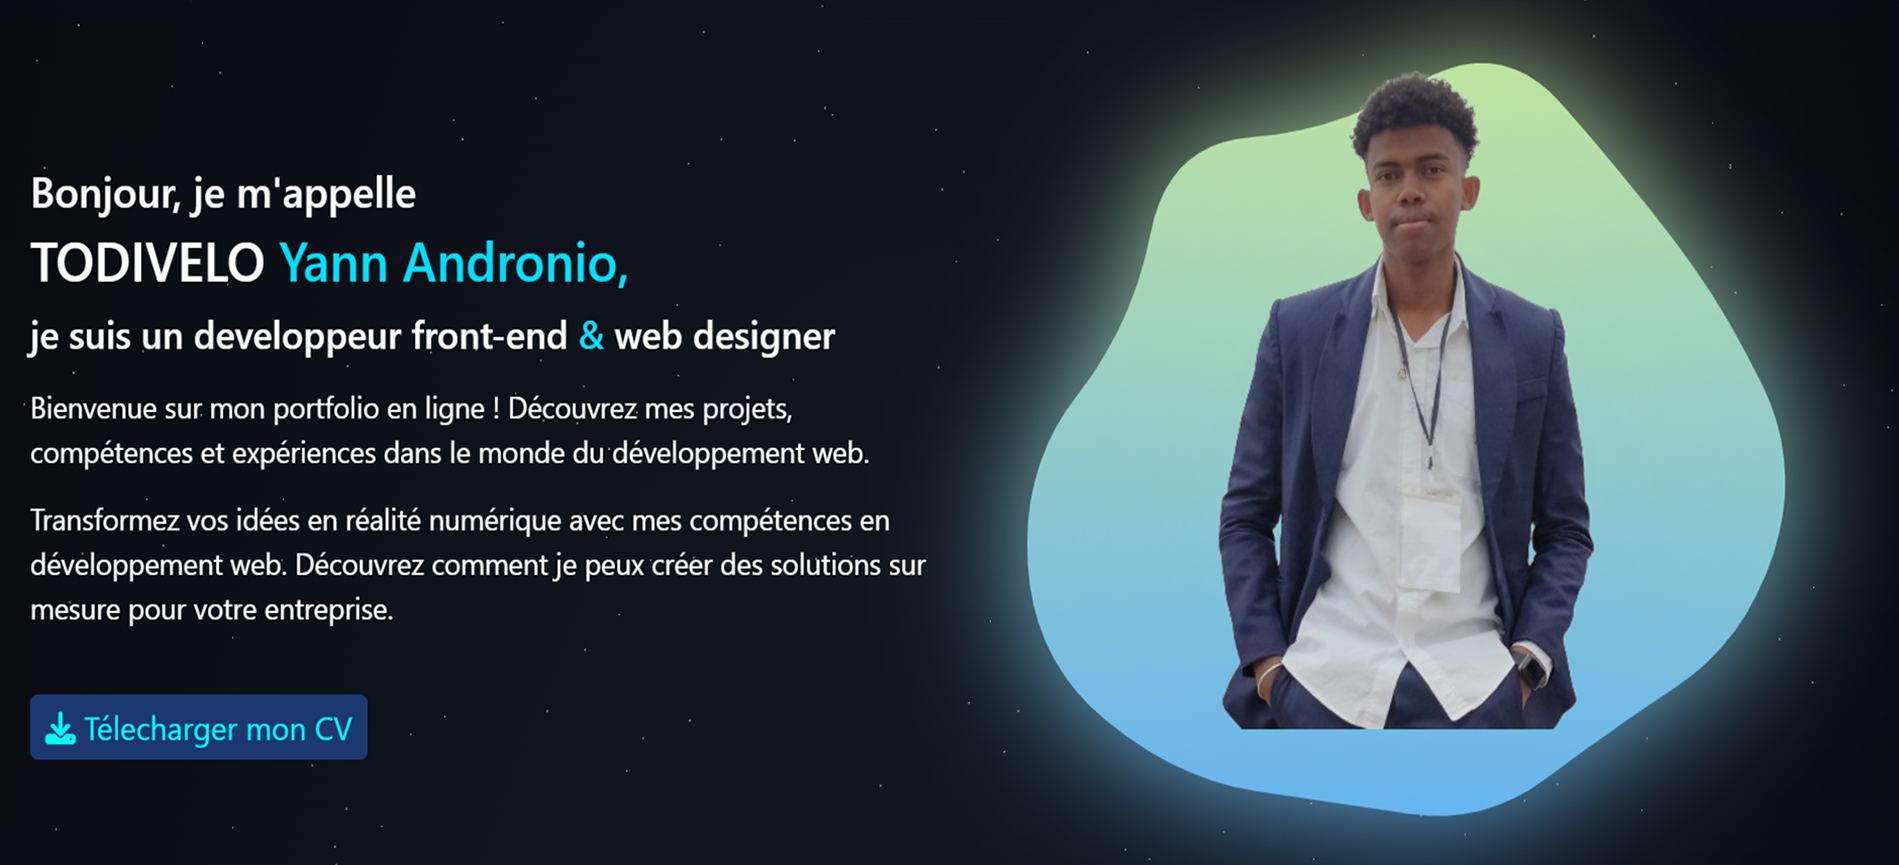 Bonjour, je m'appelle
TODIVELO Yann Andronio,
je suis un developpeur front-end & web designer
Bienvenue sur mon portfolio en ligne ! Découvrez mes projets,
compétences et expériences dans le monde du développement web.
Transformez vos idées en réalité numérique avec mes compétences en
développement web. Découvrez comment je peux créer des solutions sur
mesure pour votre entreprise.
Télecharger mon CV